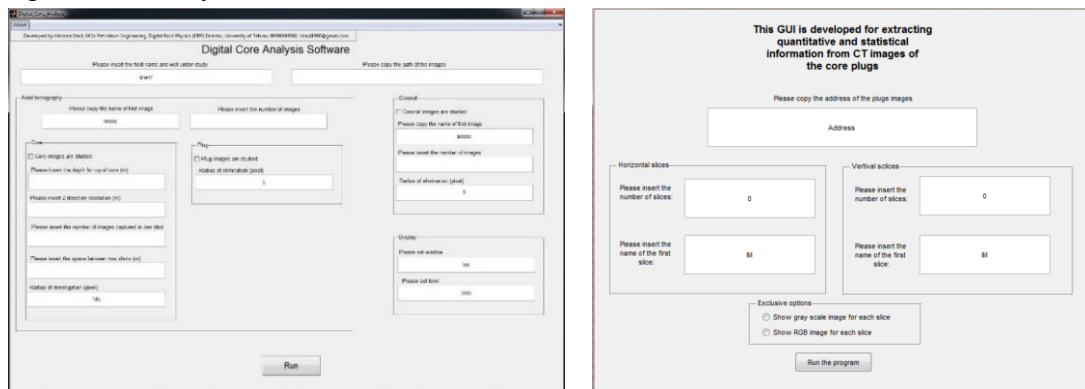 Digital_Core_Analysis
About
Digital Core Analysis Software
Please insert the field name and well under study
Please copy the path of the images
Axial tomography
Please copy the name of first image
Please insert the number of images
Core
Core images are studied
Please insert the depth for top of core (m)
Please insert Z direction resolution (m)
Please insert the number of images captured in one shot
Please insert the space between two shots (m)
Radius of investigation (pixel)
Plug
Plug images are studied
Radius of elimination (pixel)
5
Coronal
Coronal images are studied
Please copy the name of first image
Please insert the number of images
Radius of elimination (pixel)
Display
Please set window
Please set level
Run
This GUI is developed for extracting
quantitative and statistical
information from CT images of
the core plugs
Please copy the address of the pluge images
Address
Horizontal slices
Please insert the
number of slices:
0
Please insert the
name of the first
slice:
IM
Vertival sclices
Please insert the
number of slices:
0
Please insert the
name of the first
slice:
IM
Exclusive options
Show gray scale image for each slice
Show RGB image for each slice
Run the program